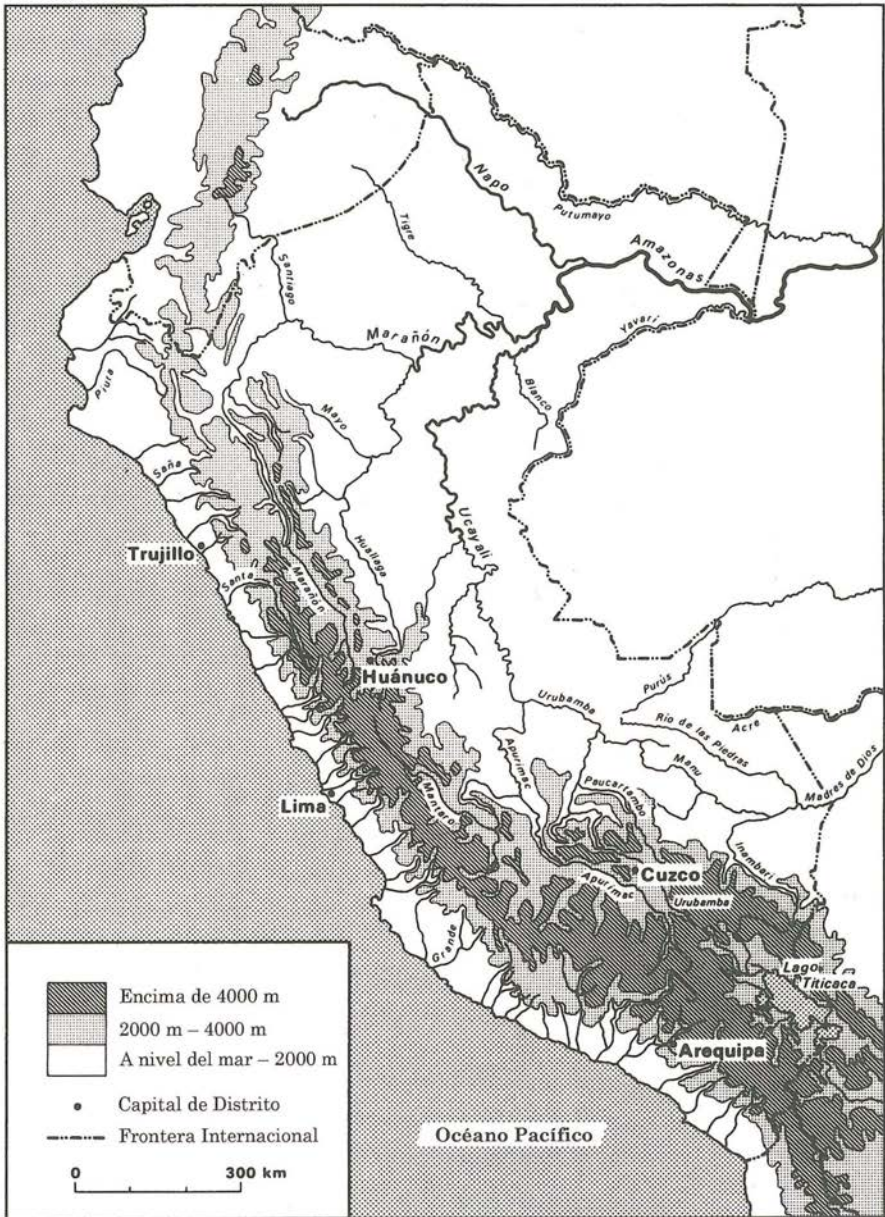 Napo
Putumayo
Tigre
Amazonas
Santiago
Marañón
Yavarí
Blanco
Piura
Mayo
Saña
Ucayali
Huallaga
Trujillo
Santa
Marañón
Huánuco
Purús
Urubamba
Acre
Río de las Piedras
Apurimac
Manu
Paucartambo
Madres de Dios
Lima
Mantaro
Inambari
Cuzco
Apurimac
Urubamba
Grande
Lago
Titicaca
Arequipa
Océano Pacífico
Encima de 4000 m
2000 m – 4000 m
A nivel del mar – 2000 m
Capital de Distrito
Frontera Internacional
0 300 km